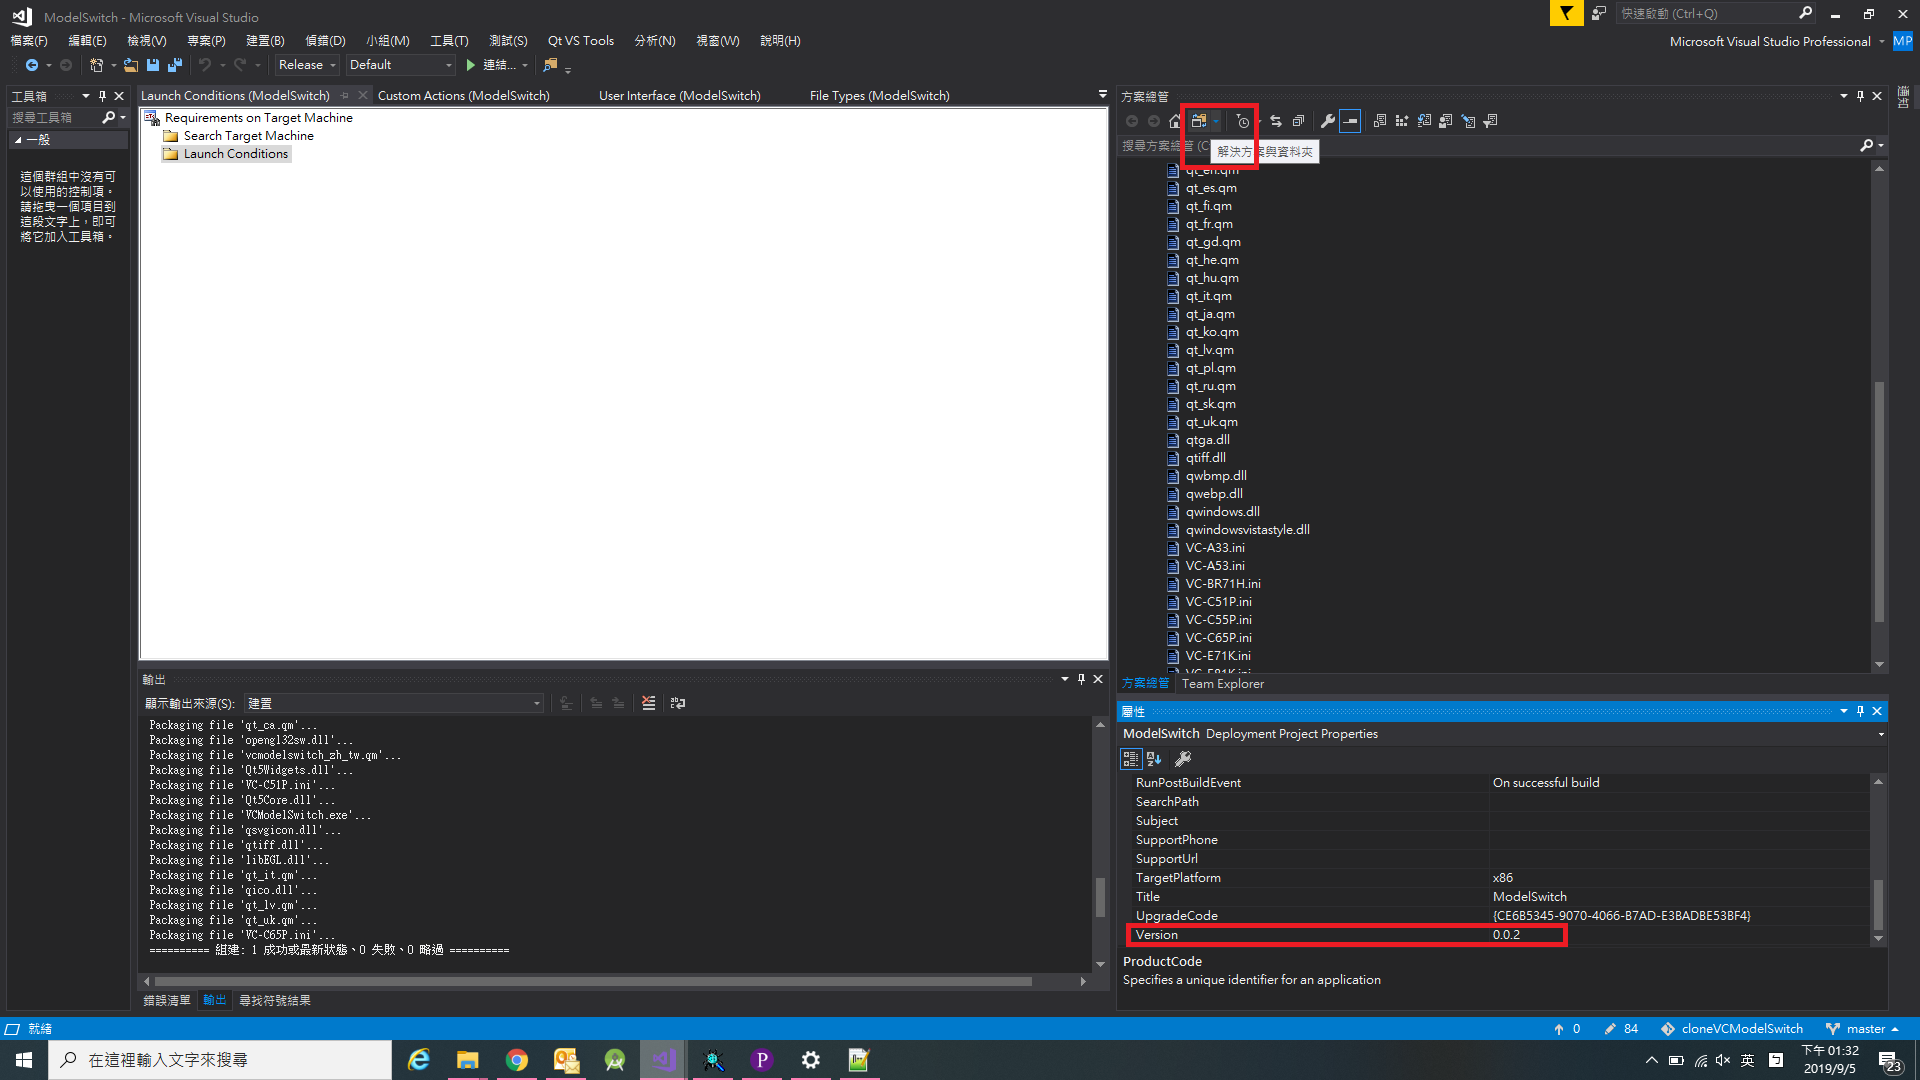 ModelSwitch - Microsoft Visual Studio
快速啟動 (Ctrl+Q)
檔案(F) 編輯(E) 檢視(V) 專案(P) 建置(B) 偵錯(D) 小組(M) 工具(T) 測試(S) Qt VS Tools 分析(N) 視窗(W) 說明(H)
Microsoft Visual Studio Professional MP
Release Default 連結...
工具箱
搜尋工具箱
一般
這個群組中沒有可
以使用的控制項。
請拖曳一個項目到
這段文字上，即可
將它加入工具箱。
Launch Conditions (ModelSwitch) Custom Actions (ModelSwitch) User Interface (ModelSwitch) File Types (ModelSwitch)
Requirements on Target Machine
Search Target Machine
Launch Conditions
方案總管
搜尋方案總管 (C
解決方案與資料夾
qt_en.qm
qt_es.qm
qt_fi.qm
qt_fr.qm
qt_gd.qm
qt_he.qm
qt_hu.qm
qt_it.qm
qt_ja.qm
qt_ko.qm
qt_lv.qm
qt_pl.qm
qt_ru.qm
qt_sk.qm
qt_uk.qm
qtga.dll
qtiff.dll
qwbmp.dll
qwebp.dll
qwindows.dll
qwindowsvistastyle.dll
VC-A33.ini
VC-A53.ini
VC-BR71H.ini
VC-C51P.ini
VC-C55P.ini
VC-C65P.ini
VC-E71K.ini
VC-E81K.ini
方案總管 Team Explorer
輸出
顯示輸出來源(S): 建置
Packaging file 'qt_ca.qm'...
Packaging file 'opengl32sw.dll'...
Packaging file 'vcmodelswitch_zh_tw.qm'...
Packaging file 'Qt5Widgets.dll'...
Packaging file 'VC-C51P.ini'...
Packaging file 'Qt5Core.dll'...
Packaging file 'VCModelSwitch.exe'...
Packaging file 'qsvgicon.dll'...
Packaging file 'qtiff.dll'...
Packaging file 'libEGL.dll'...
Packaging file 'qt_it.qm'...
Packaging file 'qico.dll'...
Packaging file 'qt_lv.qm'...
Packaging file 'qt_uk.qm'...
Packaging file 'VC-C65P.ini'...
========== 組建: 1 成功或最新狀態、0 失敗、0 略過 ==========
錯誤清單 輸出 尋找符號結果
屬性
ModelSwitch Deployment Project Properties
RunPostBuildEvent On successful build
SearchPath
Subject
SupportPhone
SupportUrl
TargetPlatform x86
Title ModelSwitch
UpgradeCode {CE6B5345-9070-4066-B7AD-E3BADBE53BF4}
Version 0.0.2
ProductCode
Specifies a unique identifier for an application
就緒 0 84 cloneVCModelSwitch master
在這裡輸入文字來搜尋
英
下午 01:32
2019/9/5
23